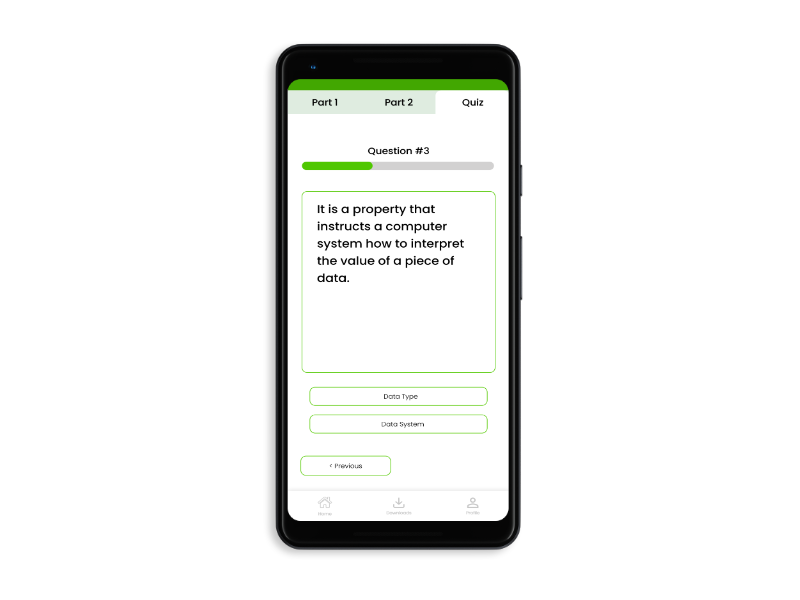 Part 1 Part 2 Quiz
Question #3
It is a property that
instructs a computer
system how to interpret
the value of a piece of
data.
Data Type
Data System
< Previous
Home Downloads Profile